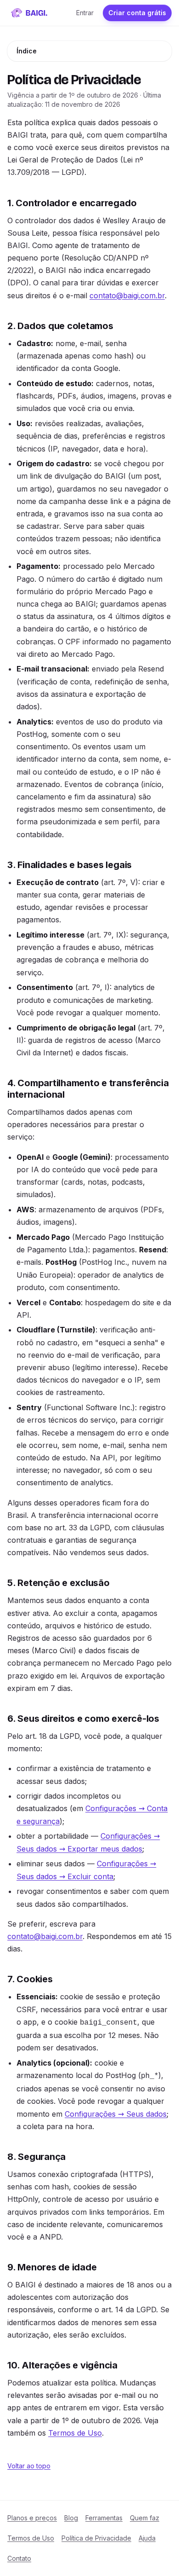 BAIGI.
Entrar
Criar conta grátis
Índice
Política de Privacidade
Vigência a partir de 1º de outubro de 2026 · Última
atualização: 11 de novembro de 2026
Esta política explica quais dados pessoais o
BAIGI trata, para quê, com quem compartilha
e como você exerce seus direitos previstos na
Lei Geral de Proteção de Dados (Lei nº
13.709/2018 — LGPD).
1. Controlador e encarregado
O controlador dos dados é Weslley Araujo de
Sousa Leite, pessoa física responsável pelo
BAIGI. Como agente de tratamento de
pequeno porte (Resolução CD/ANPD nº
2/2022), o BAIGI não indica encarregado
(DPO). O canal para tirar dúvidas e exercer
seus direitos é o e-mail contato@baigi.com.br.
2. Dados que coletamos
• Cadastro: nome, e-mail, senha
(armazenada apenas como hash) ou
identificador da conta Google.
• Conteúdo de estudo: cadernos, notas,
flashcards, PDFs, áudios, imagens, provas e
simulados que você cria ou envia.
• Uso: revisões realizadas, avaliações,
sequência de dias, preferências e registros
técnicos (IP, navegador, data e hora).
• Origem do cadastro: se você chegou por
um link de divulgação do BAIGI (um post,
um artigo), guardamos no seu navegador o
nome da campanha desse link e a página de
entrada, e gravamos isso na sua conta ao
se cadastrar. Serve para saber quais
conteúdos trazem pessoas; não identifica
você em outros sites.
• Pagamento: processado pelo Mercado
Pago. O número do cartão é digitado num
formulário do próprio Mercado Pago e
nunca chega ao BAIGI; guardamos apenas
o status da assinatura, os 4 últimos dígitos e
a bandeira do cartão, e o histórico de
cobranças. O CPF informado no pagamento
vai direto ao Mercado Pago.
• E-mail transacional: enviado pela Resend
(verificação de conta, redefinição de senha,
avisos da assinatura e exportação de
dados).
• Analytics: eventos de uso do produto via
PostHog, somente com o seu
consentimento. Os eventos usam um
identificador interno da conta, sem nome, e-
mail ou conteúdo de estudo, e o IP não é
armazenado. Eventos de cobrança (início,
cancelamento e fim da assinatura) são
registrados mesmo sem consentimento, de
forma pseudonimizada e sem perfil, para
contabilidade.
3. Finalidades e bases legais
• Execução de contrato (art. 7º, V): criar e
manter sua conta, gerar materiais de
estudo, agendar revisões e processar
pagamentos.
• Legítimo interesse (art. 7º, IX): segurança,
prevenção a fraudes e abuso, métricas
agregadas de cobrança e melhoria do
serviço.
• Consentimento (art. 7º, I): analytics de
produto e comunicações de marketing.
Você pode revogar a qualquer momento.
• Cumprimento de obrigação legal (art. 7º,
II): guarda de registros de acesso (Marco
Civil da Internet) e dados fiscais.
4. Compartilhamento e transferência
internacional
Compartilhamos dados apenas com
operadores necessários para prestar o
serviço:
• OpenAI e Google (Gemini): processamento
por IA do conteúdo que você pede para
transformar (cards, notas, podcasts,
simulados).
• AWS: armazenamento de arquivos (PDFs,
áudios, imagens).
• Mercado Pago (Mercado Pago Instituição
de Pagamento Ltda.): pagamentos. Resend:
e-mails. PostHog (PostHog Inc., nuvem na
União Europeia): operador de analytics de
produto, com consentimento.
• Vercel e Contabo: hospedagem do site e da
API.
• Cloudflare (Turnstile): verificação anti-
robô no cadastro, em "esqueci a senha" e
no reenvio do e-mail de verificação, para
prevenir abuso (legítimo interesse). Recebe
dados técnicos do navegador e o IP, sem
cookies de rastreamento.
• Sentry (Functional Software Inc.): registro
de erros técnicos do serviço, para corrigir
falhas. Recebe a mensagem do erro e onde
ele ocorreu, sem nome, e-mail, senha nem
conteúdo de estudo. Na API, por legítimo
interesse; no navegador, só com o seu
consentimento de analytics.
Alguns desses operadores ficam fora do
Brasil. A transferência internacional ocorre
com base no art. 33 da LGPD, com cláusulas
contratuais e garantias de segurança
compatíveis. Não vendemos seus dados.
5. Retenção e exclusão
Mantemos seus dados enquanto a conta
estiver ativa. Ao excluir a conta, apagamos
conteúdo, arquivos e histórico de estudo.
Registros de acesso são guardados por 6
meses (Marco Civil) e dados fiscais de
cobrança permanecem no Mercado Pago pelo
prazo exigido em lei. Arquivos de exportação
expiram em 7 dias.
6. Seus direitos e como exercê-los
Pelo art. 18 da LGPD, você pode, a qualquer
momento:
• confirmar a existência de tratamento e
acessar seus dados;
• corrigir dados incompletos ou
desatualizados (em Configurações → Conta
e segurança);
• obter a portabilidade — Configurações →
Seus dados → Exportar meus dados;
• eliminar seus dados — Configurações →
Seus dados → Excluir conta;
• revogar consentimentos e saber com quem
seus dados são compartilhados.
Se preferir, escreva para
contato@baigi.com.br. Respondemos em até 15
dias.
7. Cookies
• Essenciais: cookie de sessão e proteção
CSRF, necessários para você entrar e usar
o app, e o cookie baigi_consent, que
guarda a sua escolha por 12 meses. Não
podem ser desativados.
• Analytics (opcional): cookie e
armazenamento local do PostHog (ph_*),
criados apenas se você consentir e só para
medir o uso do produto, sem publicidade
nem cookies de terceiros. Você pode revogar
a qualquer momento em Configurações → Seus dados;
a coleta para na hora.
8. Segurança
Usamos conexão criptografada (HTTPS),
senhas com hash, cookies de sessão
HttpOnly, controle de acesso por usuário e
arquivos privados com links temporários. Em
caso de incidente relevante, comunicaremos
você e a ANPD.
9. Menores de idade
O BAIGI é destinado a maiores de 18 anos ou a
adolescentes com autorização dos
responsáveis, conforme o art. 14 da LGPD. Se
identificarmos dados de menores sem essa
autorização, eles serão excluídos.
10. Alterações e vigência
Podemos atualizar esta política. Mudanças
relevantes serão avisadas por e-mail ou no
app antes de entrarem em vigor. Esta versão
vale a partir de 1º de outubro de 2026. Veja
também os Termos de Uso.
Voltar ao topo
Planos e preços
Blog
Ferramentas
Quem faz
Termos de Uso
Política de Privacidade
Ajuda
Contato